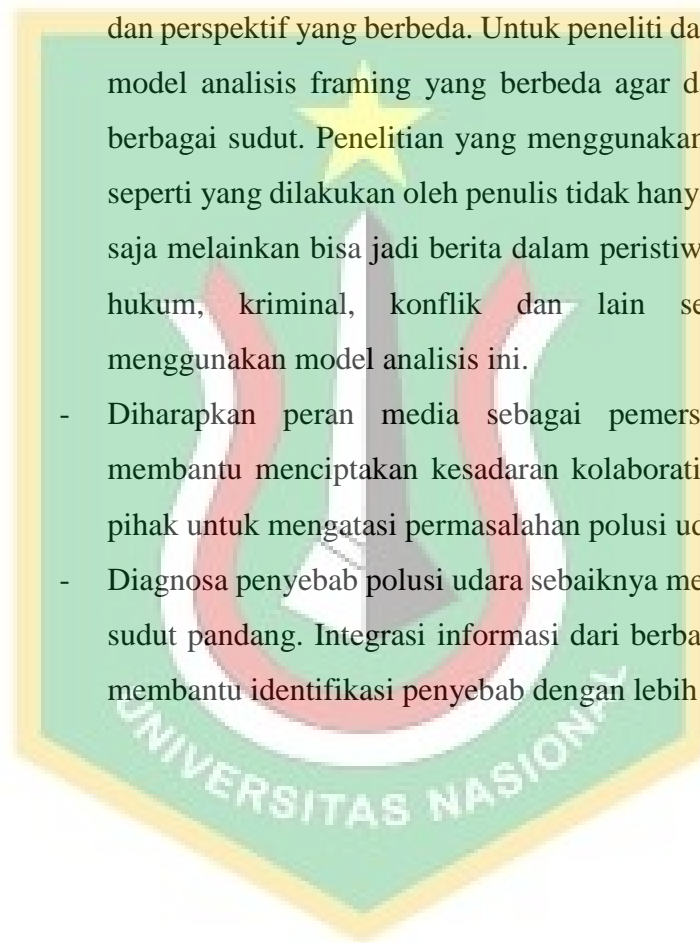 dan perspektif yang berbeda. Untuk peneliti da
model analisis framing yang berbeda agar d
berbagai sudut. Penelitian yang menggunakan
seperti yang dilakukan oleh penulis tidak hany
saja melainkan bisa jadi berita dalam peristiw
hukum, kriminal, konflik dan lain se
menggunakan model analisis ini.
- Diharapkan peran media sebagai pemers
membantu menciptakan kesadaran kolaborati
pihak untuk mengatasi permasalahan polusi ud
- Diagnosa penyebab polusi udara sebaiknya me
sudut pandang. Integrasi informasi dari berba
membantu identifikasi penyebab dengan lebih
UNIVERSITAS NASIONAL